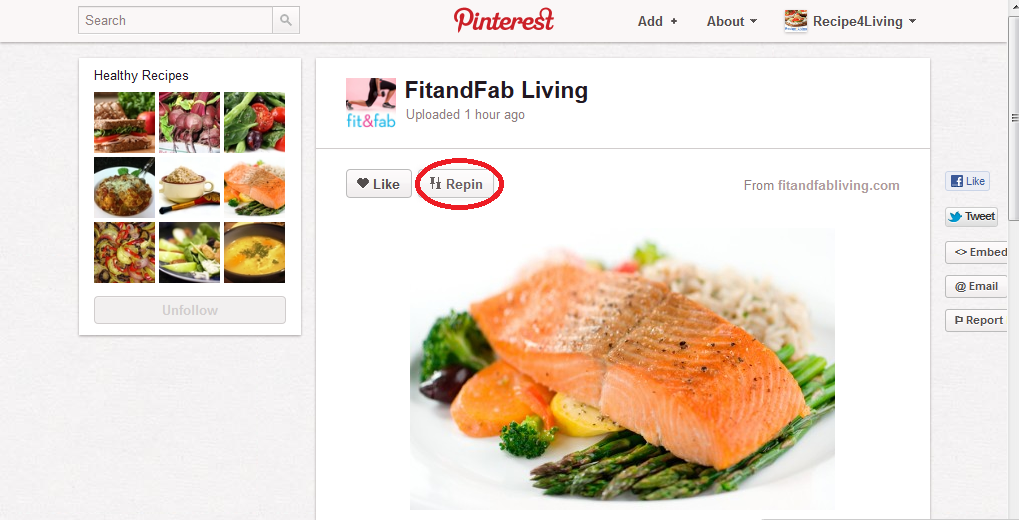 Search
Pinterest
Add +
About
Recipe4Living
Healthy Recipes
Unfollow
fit&fab
FitandFab Living
Uploaded 1 hour ago
Like
Repin
From fitandfabliving.com
Like
Tweet
<> Embed
@ Email
Report